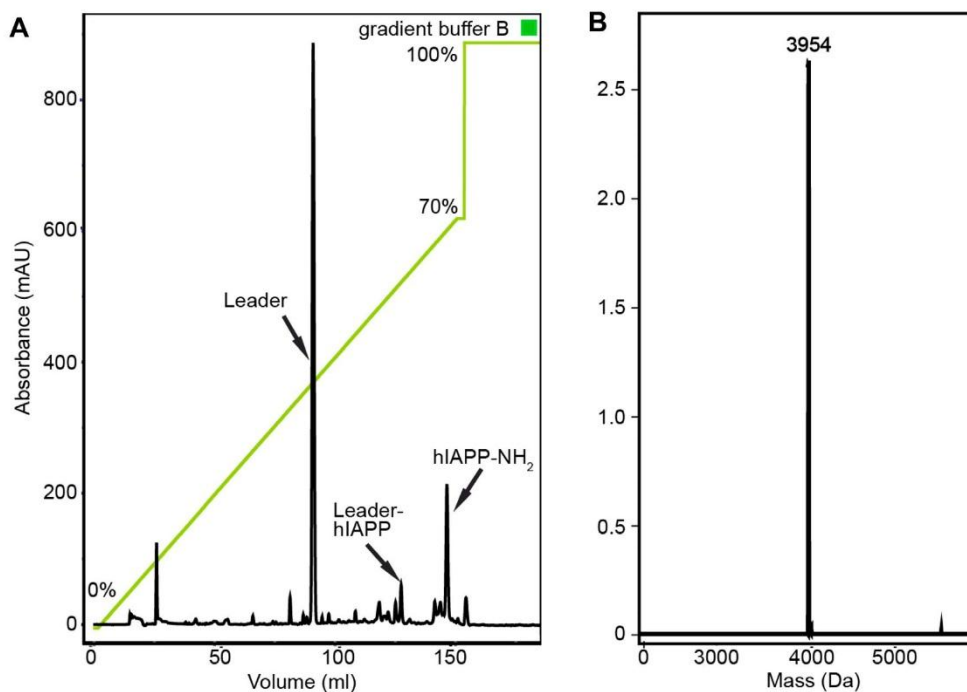 A
gradient buffer B
100%
800
70%
600
Absorbance (mAU)
Leader
400
hIAPP-NH₂
200
Leader-
hIAPP
0%
0
0
50
100
150
Volume (ml)
B
3954
2.5
2.0
1.5
1.0
0.5
0
0
3000
4000
5000
Mass (Da)